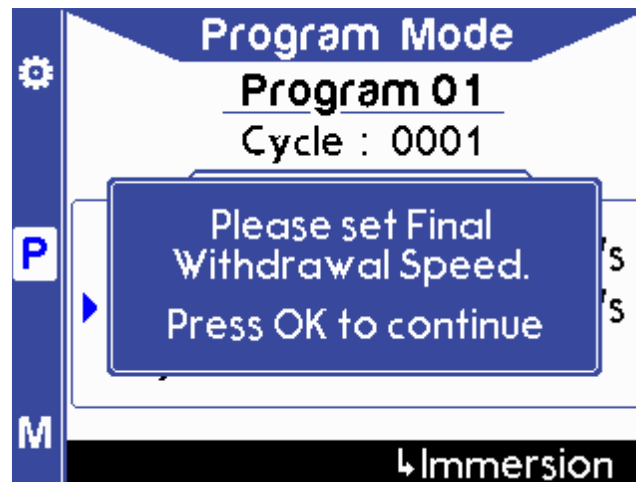 Program Mode
Program 01
Cycle : 0001
P
Please set Final
Withdrawal Speed.
's
's
Press OK to continue
M
↳Immersion